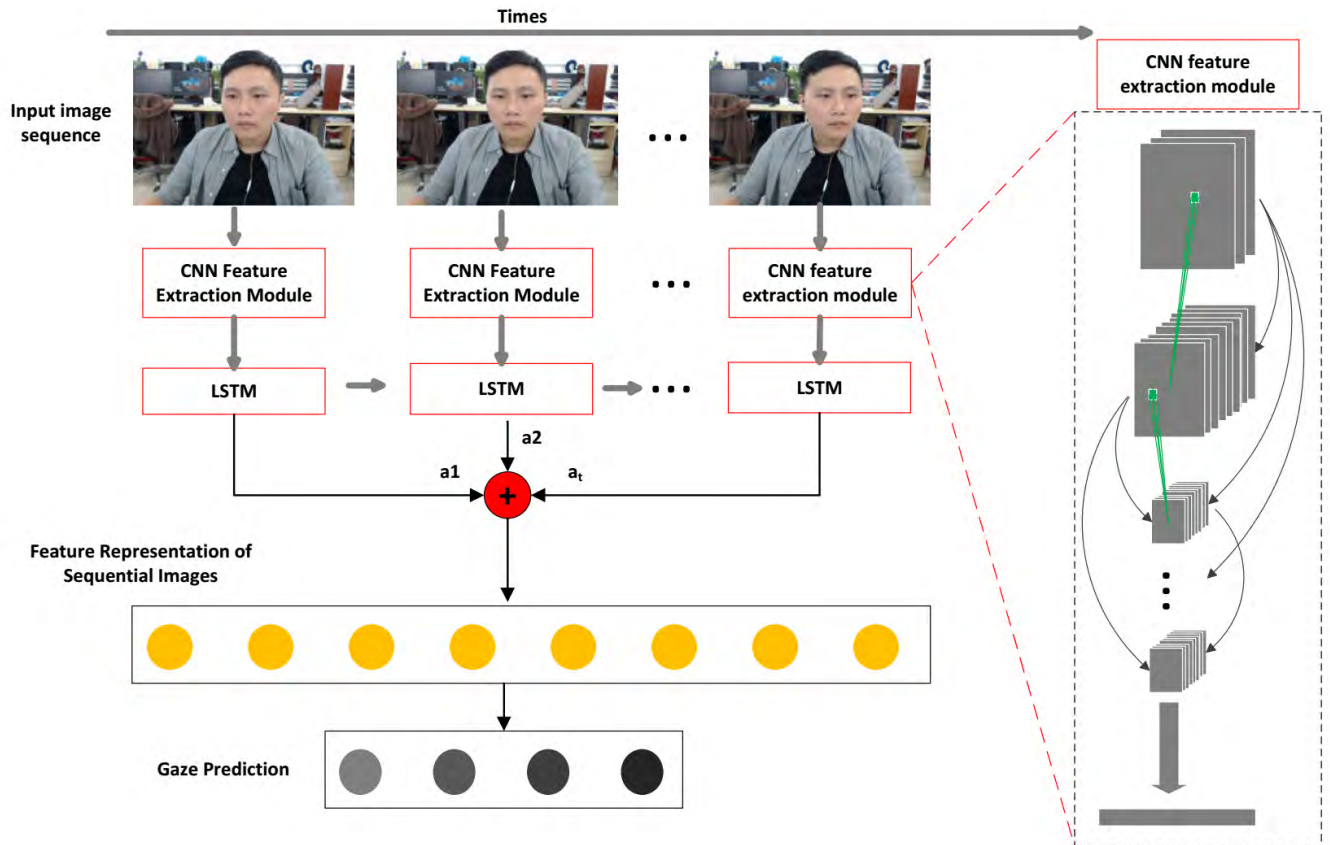 Times
CNN feature
extraction module
Input image
sequence
CNN Feature
Extraction Module
CNN Feature
Extraction Module
CNN feature
extraction module
LSTM
LSTM
LSTM
a2
a1
at
+
Feature Representation of
Sequential Images
Gaze Prediction